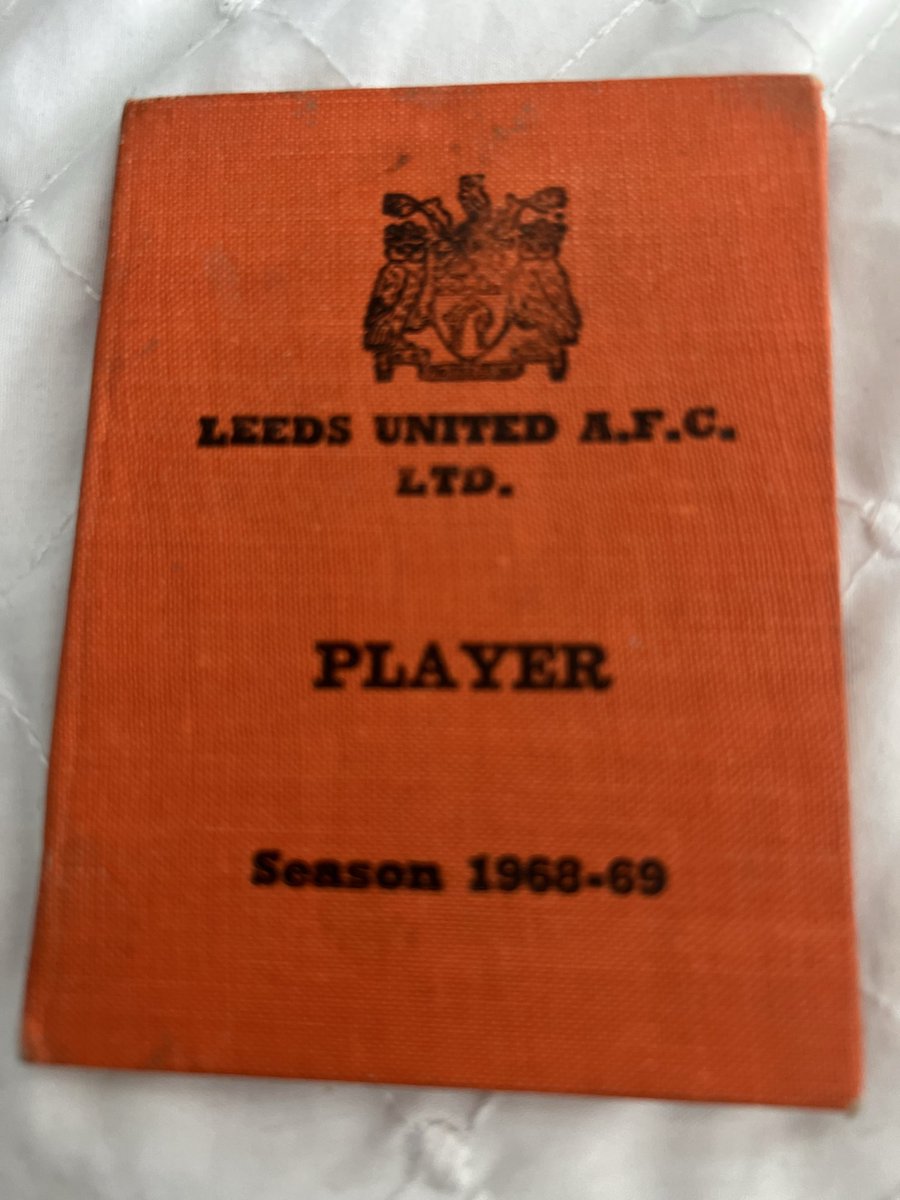 LEEDS UNITED A.F.C.
LTD.
PLAYER
Season 1968-69